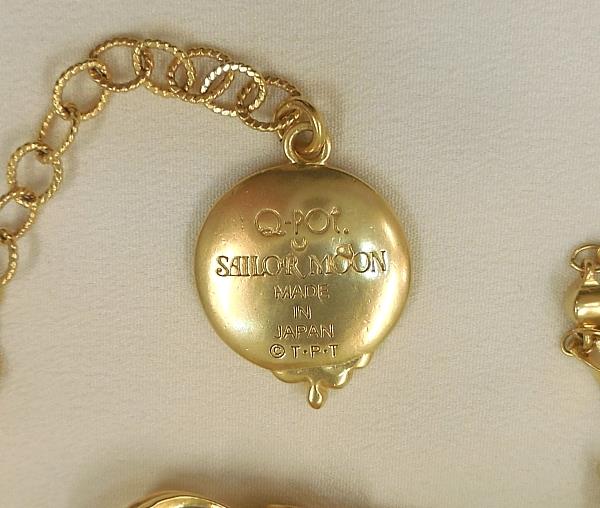 Q-pot.
SAILOR MOON
MADE
IN
JAPAN
© T・P・T